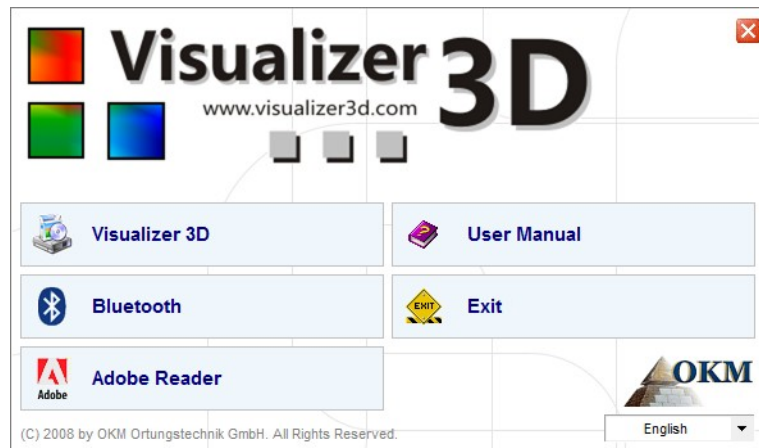 Visualizer 3D
www.visualizer3d.com
Visualizer 3D
User Manual
Bluetooth
EXIT
Exit
Adobe
Adobe Reader
OKM
(C) 2008 by OKM Ortungstechnik GmbH. All Rights Reserved.
English